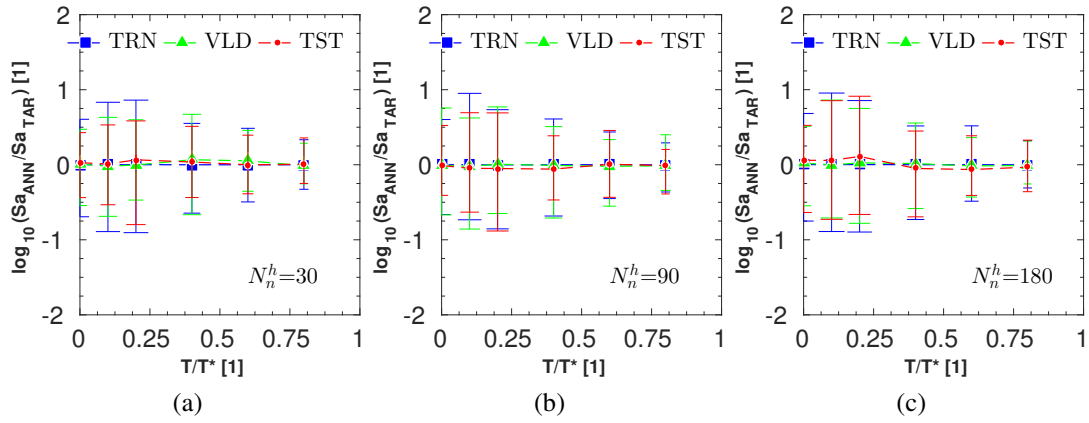 2
TRN VLD TST
1
0
-1
-2
log10(SaANN/SaTAR) [1]
N_n^h=30
0 0.25 0.5 0.75 1
T/T* [1]
(a)
2
TRN VLD TST
1
0
-1
-2
log10(SaANN/SaTAR) [1]
N_n^h=90
0 0.25 0.5 0.75 1
T/T* [1]
(b)
2
TRN VLD TST
1
0
-1
-2
log10(SaANN/SaTAR) [1]
N_n^h=180
0 0.25 0.5 0.75 1
T/T* [1]
(c)